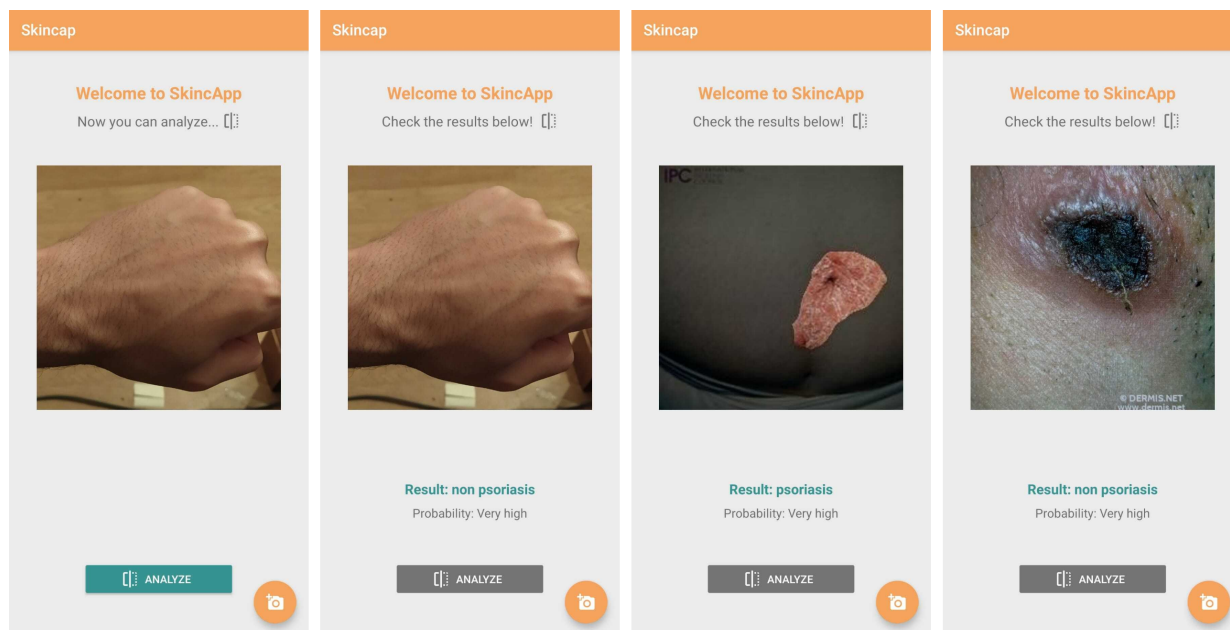 Skincap
Welcome to SkincApp
Now you can analyze...
ANALYZE
Skincap
Welcome to SkincApp
Check the results below!
Result: non psoriasis
Probability: Very high
ANALYZE
Skincap
Welcome to SkincApp
Check the results below!
IPC
Result: psoriasis
Probability: Very high
ANALYZE
Skincap
Welcome to SkincApp
Check the results below!
© DERMIS.NET
www.dermis.net
Result: non psoriasis
Probability: Very high
ANALYZE